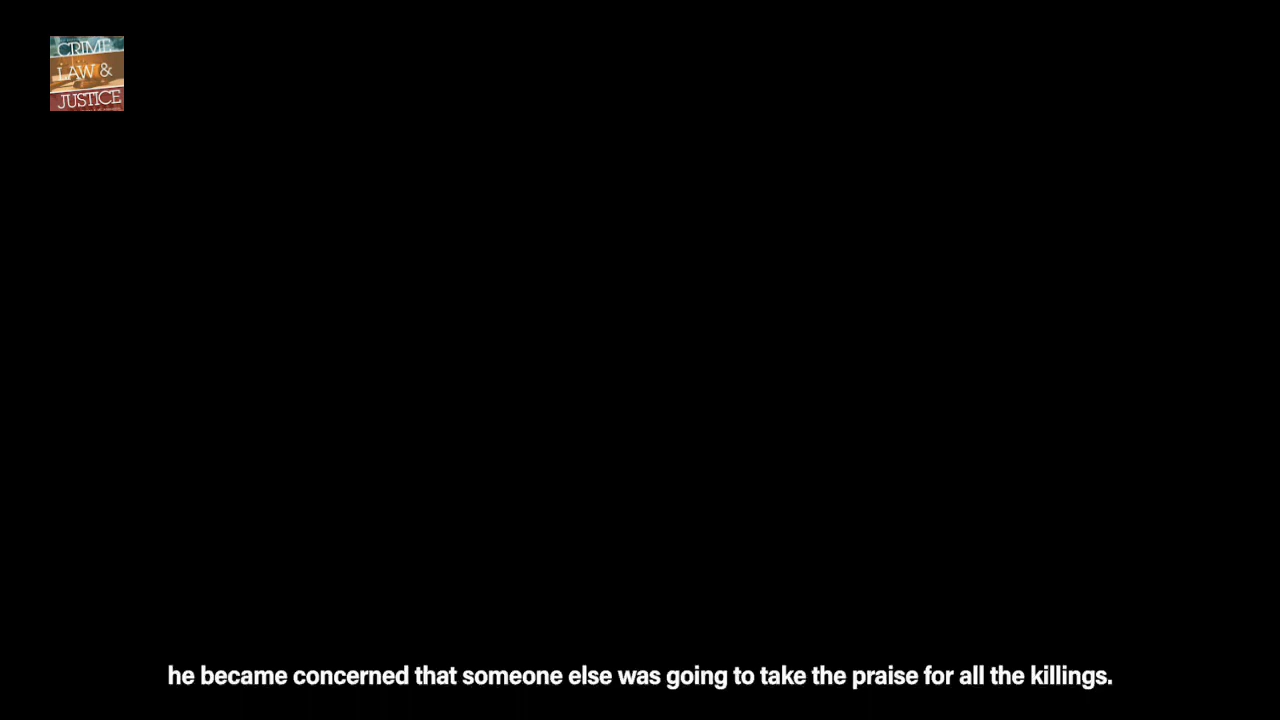 CRIME
LAW &
JUSTICE
he became concerned that someone else was going to take the praise for all the killings.